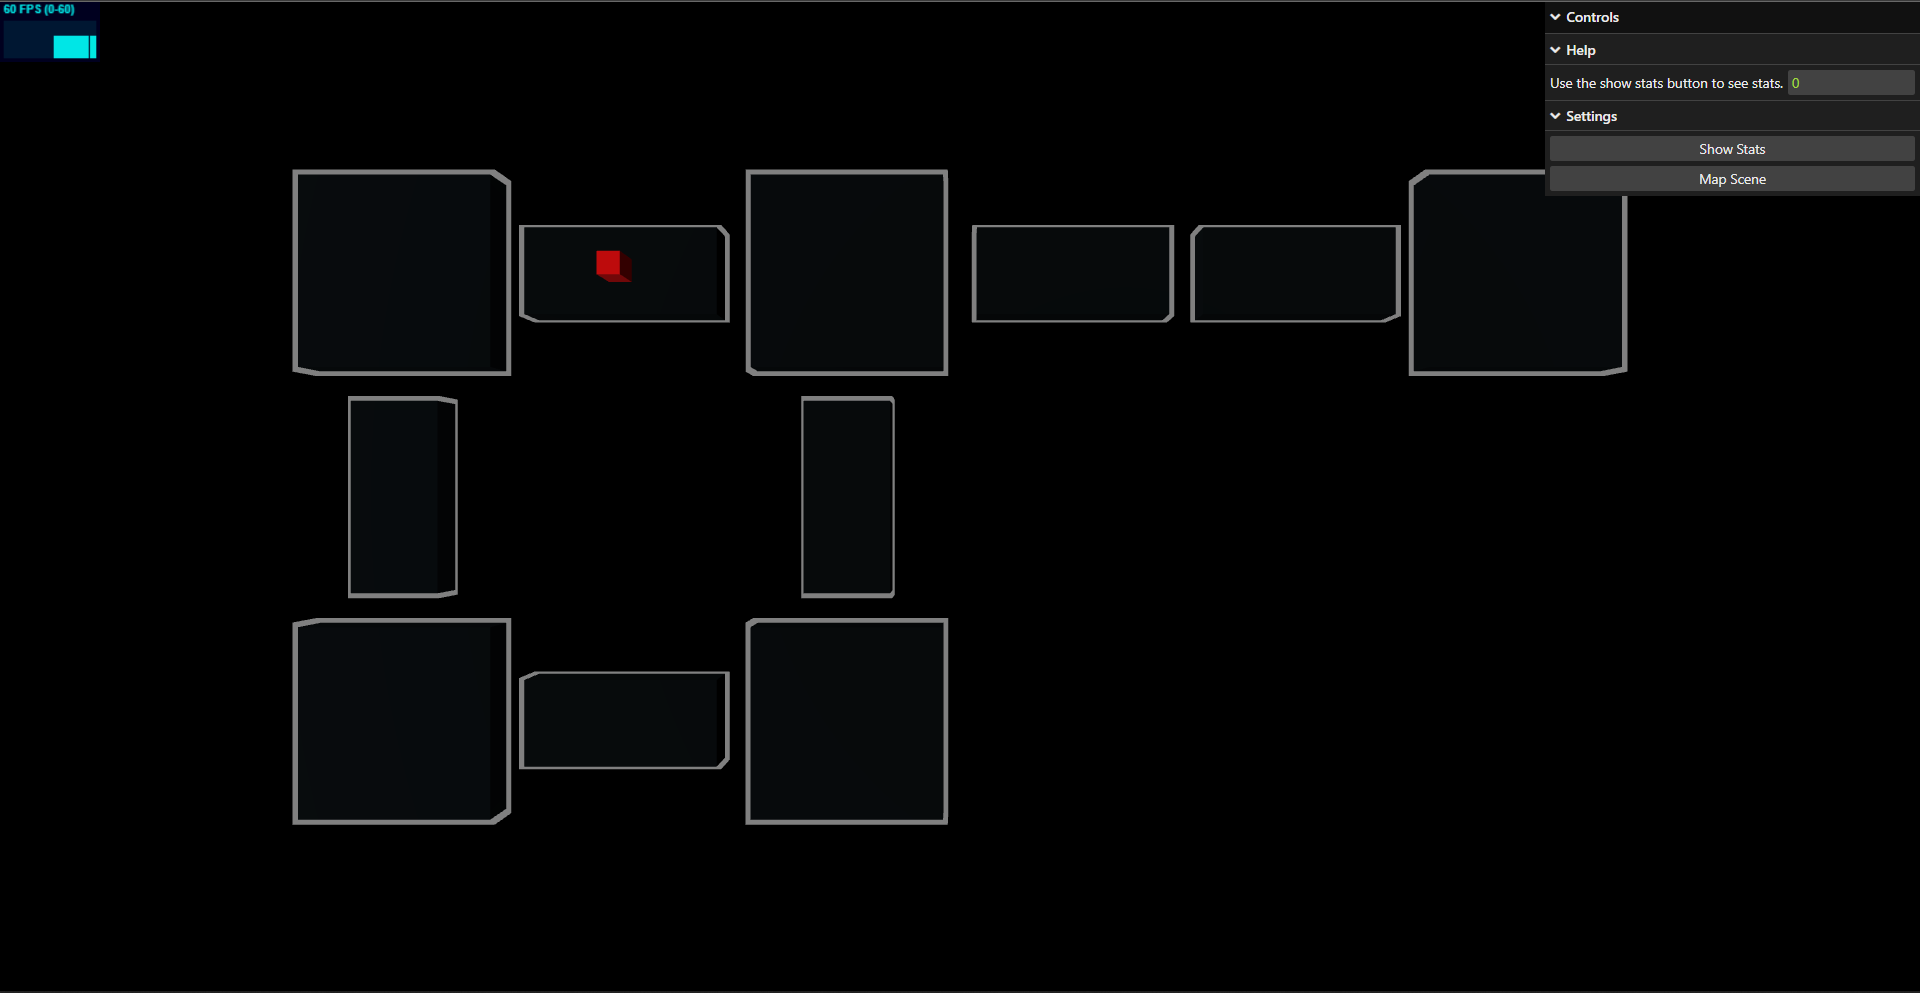 60 FPS (0-60)
Controls
Help
Use the show stats button to see stats. 0
Settings
Show Stats
Map Scene